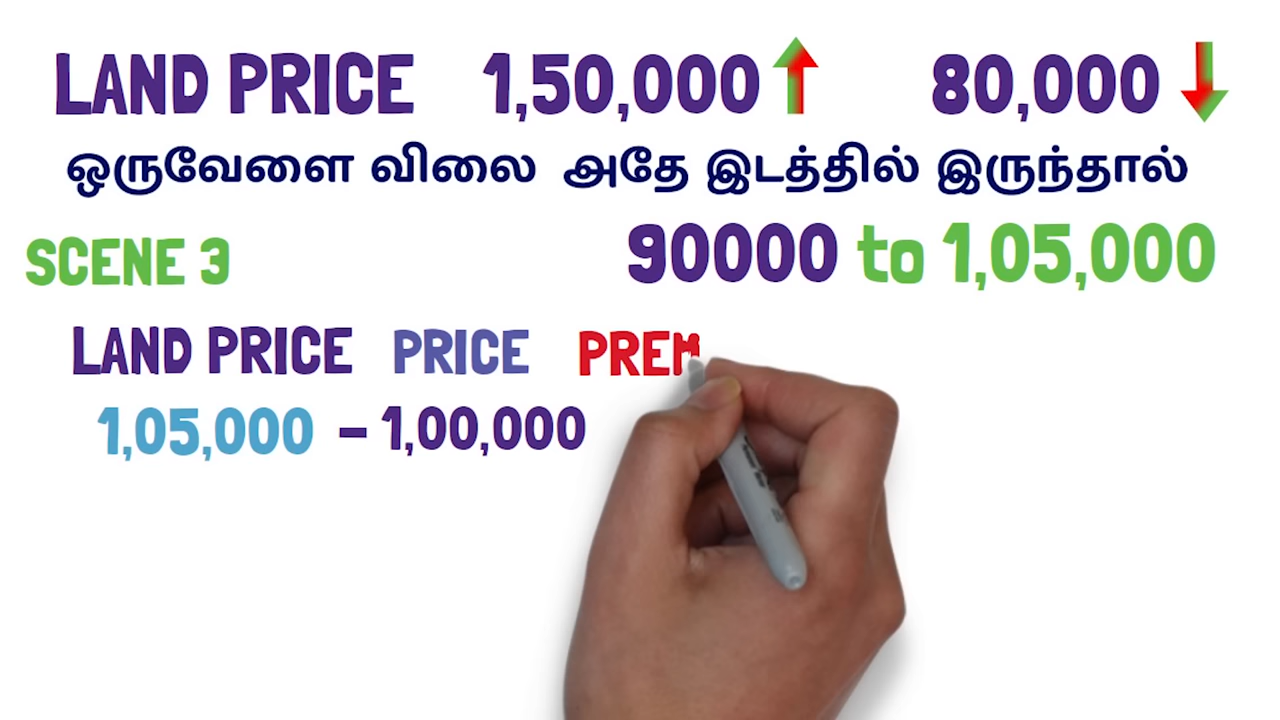 LAND PRICE 1,50,000 80,000
ஒருவேளை விலை அதே இடத்தில் இருந்தால்
SCENE 3 90000 to 1,05,000
LAND PRICE PRICE PREM
1,05,000 - 1,00,000